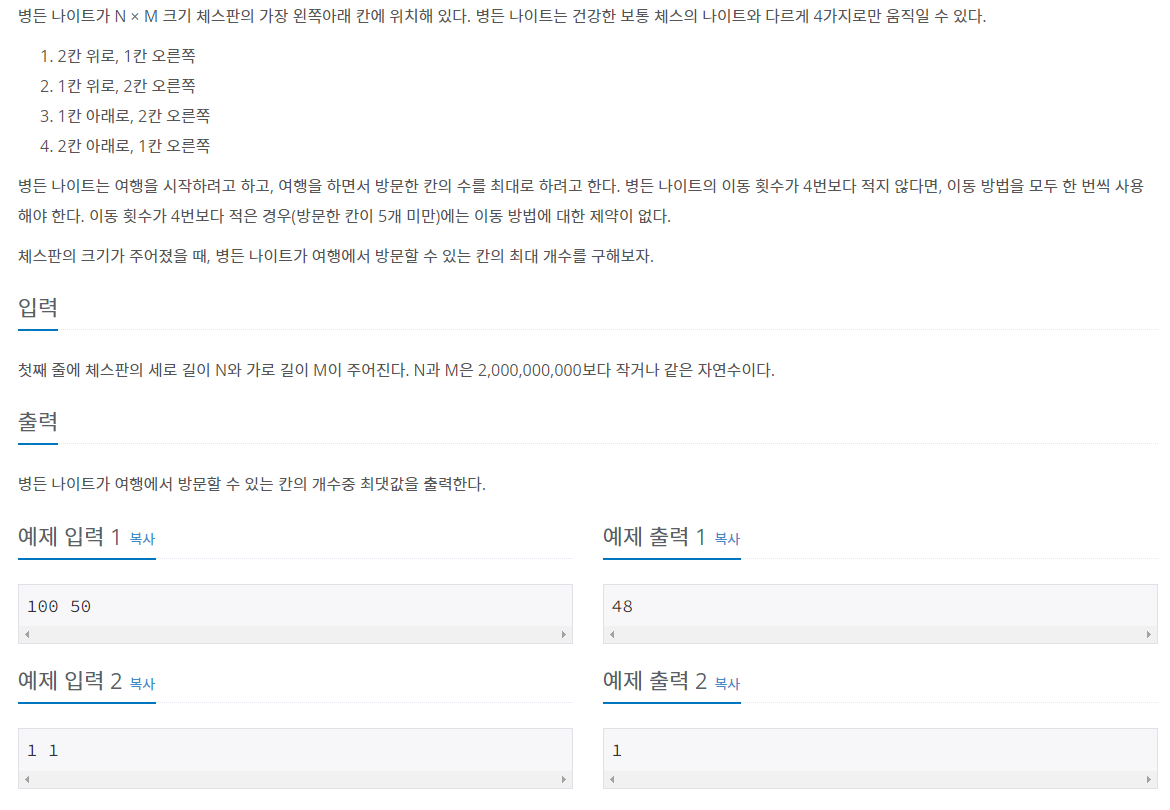 병든 나이트가 N × M 크기 체스판의 가장 왼쪽아래 칸에 위치해 있다. 병든 나이트는 건강한 보통 체스의 나이트와 다르게 4가지로만 움직일 수 있다.
1. 2칸 위로, 1칸 오른쪽
2. 1칸 위로, 2칸 오른쪽
3. 1칸 아래로, 2칸 오른쪽
4. 2칸 아래로, 1칸 오른쪽
병든 나이트는 여행을 시작하려고 하고, 여행을 하면서 방문한 칸의 수를 최대로 하려고 한다. 병든 나이트의 이동 횟수가 4번보다 적지 않다면, 이동 방법을 모두 한 번씩 사용
해야 한다. 이동 횟수가 4번보다 적은 경우(방문한 칸이 5개 미만)에는 이동 방법에 대한 제약이 없다.
체스판의 크기가 주어졌을 때, 병든 나이트가 여행에서 방문할 수 있는 칸의 최대 개수를 구해보자.
입력
첫째 줄에 체스판의 세로 길이 N와 가로 길이 M이 주어진다. N과 M은 2,000,000,000보다 작거나 같은 자연수이다.
출력
병든 나이트가 여행에서 방문할 수 있는 칸의 개수중 최댓값을 출력한다.
예제 입력 1 복사
100 50
예제 출력 1 복사
48
예제 입력 2 복사
1 1
예제 출력 2 복사
1